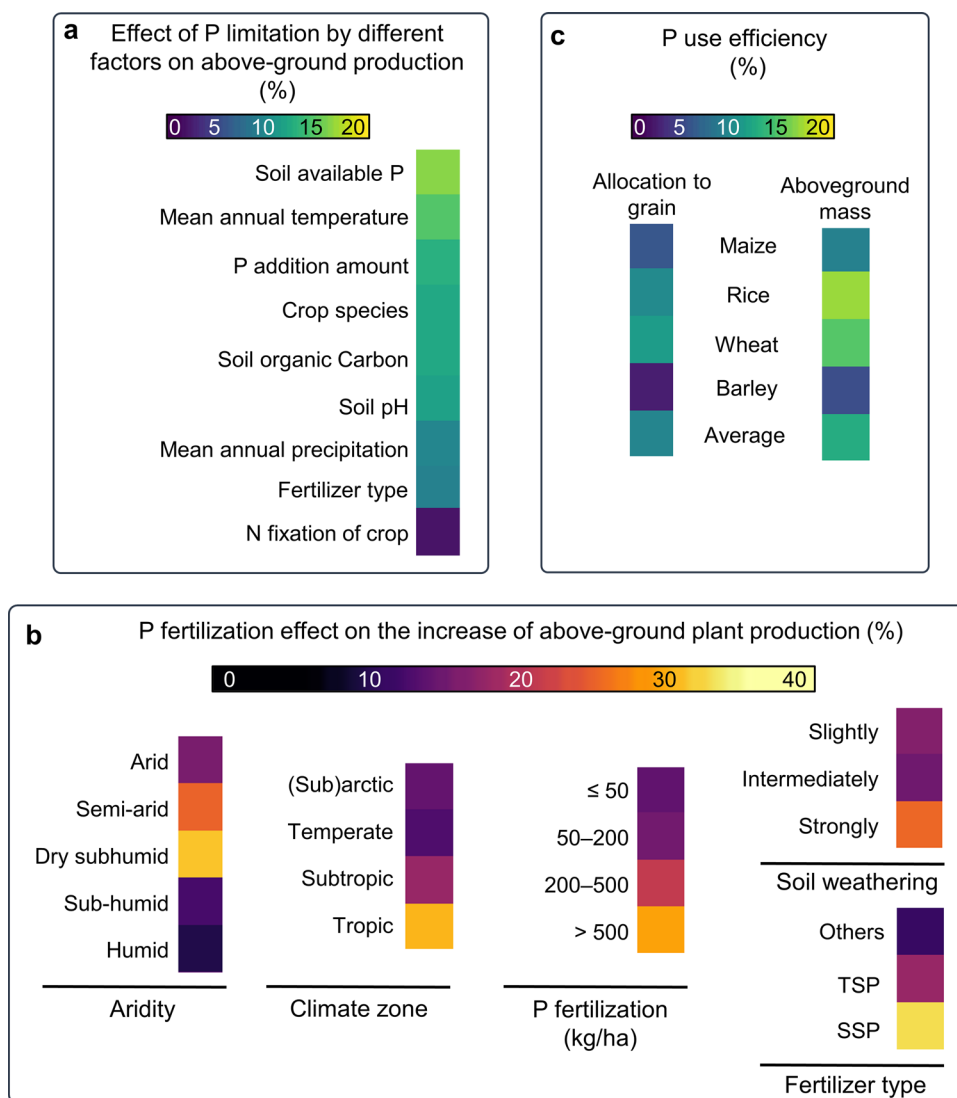 a
Effect of P limitation by different
factors on above-ground production
(%)
0 5 10 15 20
Soil available P
Mean annual temperature
P addition amount
Crop species
Soil organic Carbon
Soil pH
Mean annual precipitation
Fertilizer type
N fixation of crop
c
P use efficiency
(%)
0 5 10 15 20
Allocation to
grain
Aboveground
mass
Maize
Rice
Wheat
Barley
Average
b
P fertilization effect on the increase of above-ground plant production (%)
0 10 20 30 40
Arid
Semi-arid
Dry subhumid
Sub-humid
Humid
Aridity
(Sub)arctic
Temperate
Subtropic
Tropic
Climate zone
≤ 50
50–200
200–500
> 500
P fertilization
(kg/ha)
Slightly
Intermediately
Strongly
Soil weathering
Others
TSP
SSP
Fertilizer type